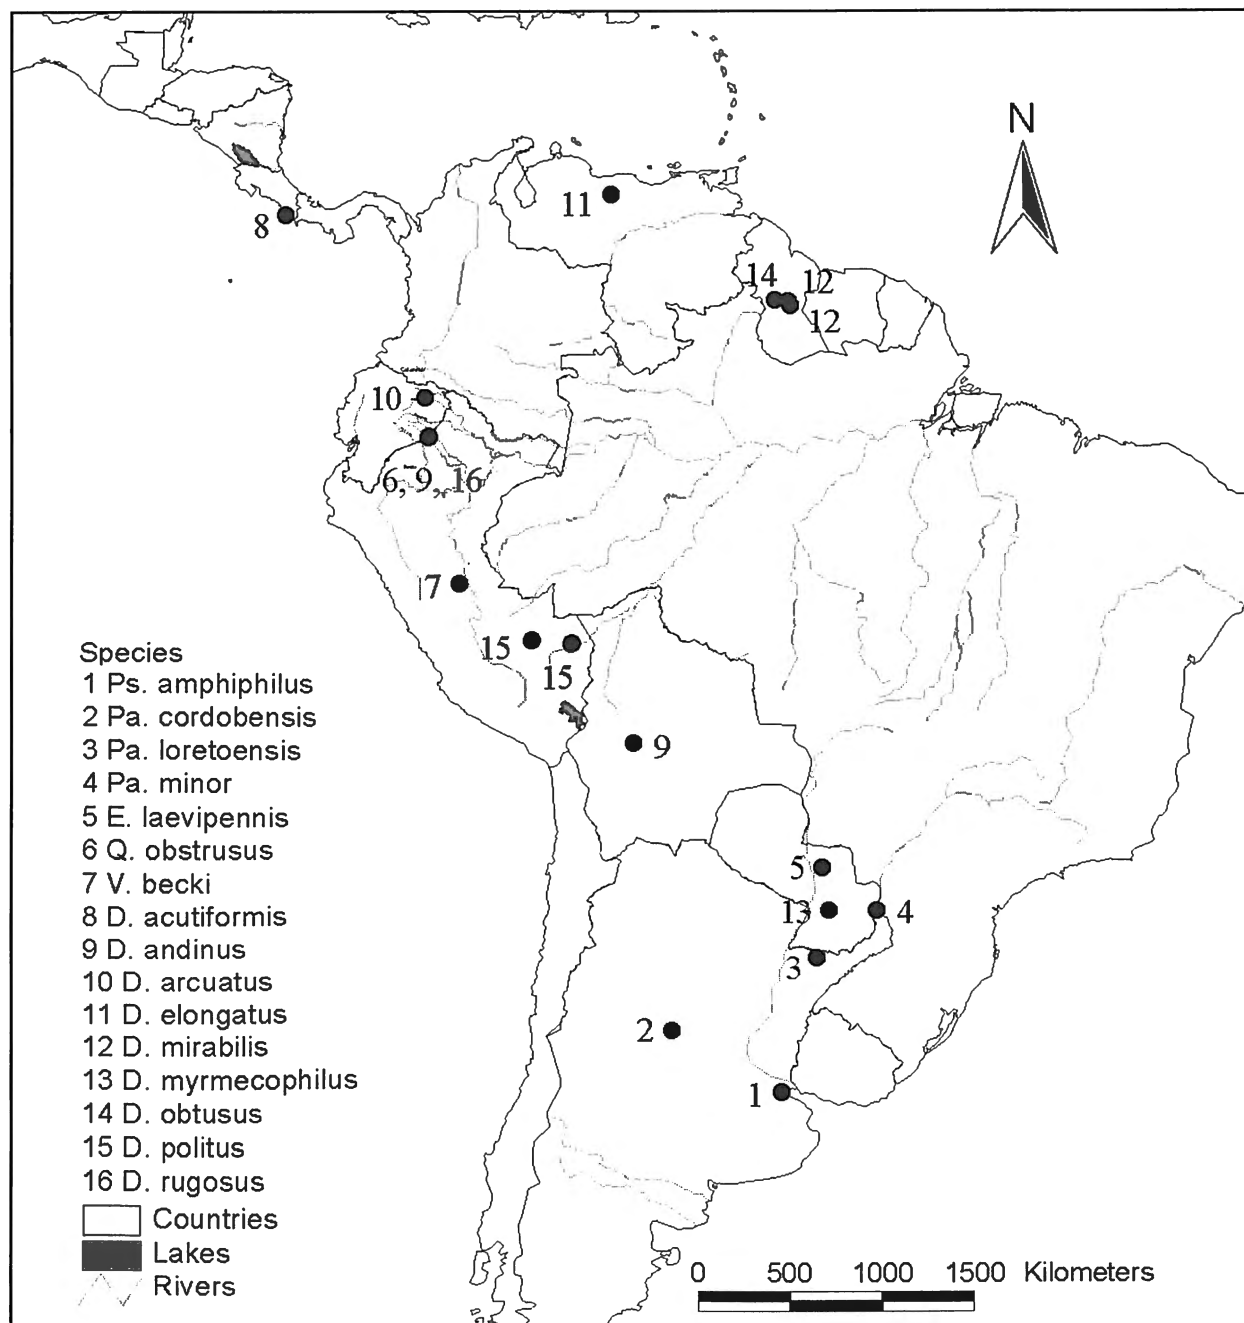 N
11
8
14 12
12
10
6, 9, 16
7
15
15
9
5
13 4
3
2
1
Species
1 Ps. amphiphilus
2 Pa. cordobensis
3 Pa. loretoensis
4 Pa. minor
5 E. laevipennis
6 Q. obstrusus
7 V. becki
8 D. acutiformis
9 D. andinus
10 D. arcuatus
11 D. elongatus
12 D. mirabilis
13 D. myrmecophilus
14 D. obtusus
15 D. politus
16 D. rugosus
Countries
Lakes
Rivers
0 500 1000 1500 Kilometers